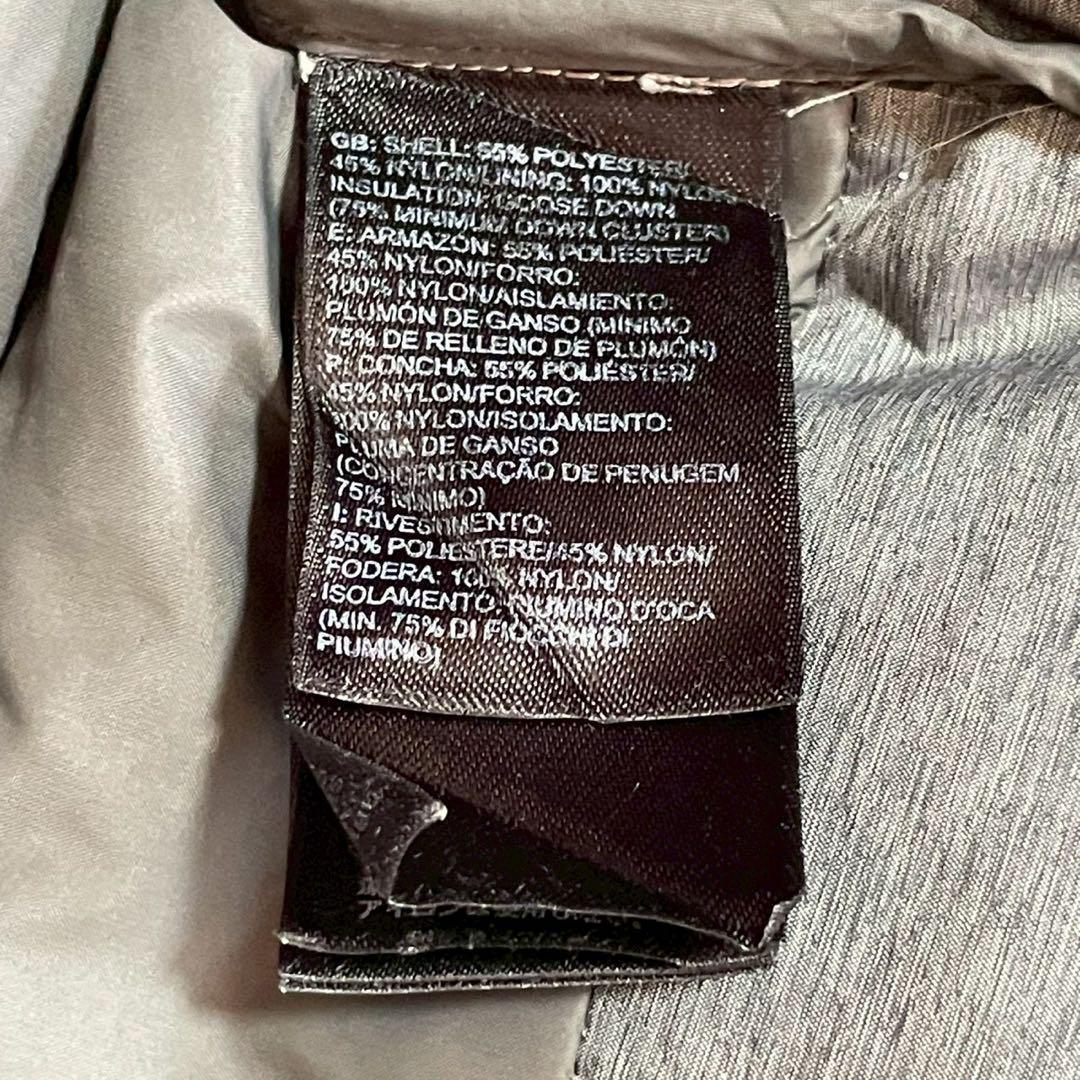 GB: SHELL: 55% POLYESTER/
45% NYLON/LINING: 100% NYLON/
INSULATION: GOOSE DOWN
(75% MINIMUM DOWN CLUSTER)
E: ARMAZÓN: 55% POLIÉSTER/
45% NYLON/FORRO:
100% NYLON/AISLAMIENTO:
PLUMÓN DE GANSO (MÍNIMO
75% DE RELLENO DE PLUMÓN)
P: CONCHA: 55% POLIÉSTER/
45% NYLON/FORRO:
100% NYLON/ISOLAMENTO:
PLUMA DE GANSO
(CONCENTRAÇÃO DE PENUGEM
75% MÍNIMO)
I: RIVESTIMENTO:
55% POLIESTERE/45% NYLON/
FODERA: 100% NYLON/
ISOLAMENTO: PIUMINO D'OCA
(MIN. 75% DI FIOCCHI DI
PIUMINO)